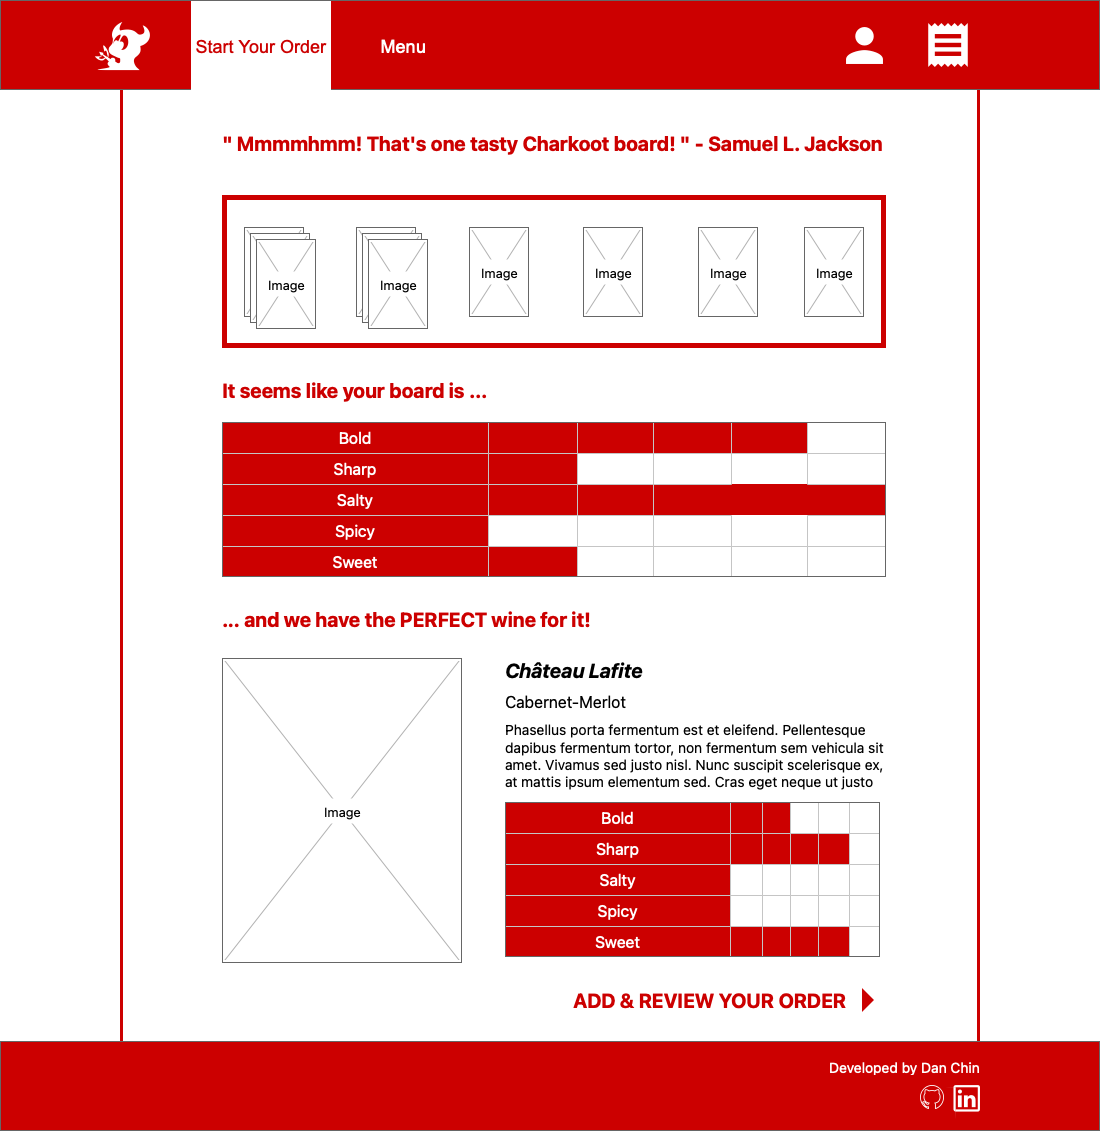 Start Your Order
Menu
" Mmmmhmm! That's one tasty Charkoot board! " - Samuel L. Jackson
Image
Image
Image
Image
Image
Image
It seems like your board is ...
Bold
Sharp
Salty
Spicy
Sweet
... and we have the PERFECT wine for it!
Image
Château Lafite
Cabernet-Merlot
Phasellus porta fermentum est et eleifend. Pellentesque
dapibus fermentum tortor, non fermentum sem vehicula sit
amet. Vivamus sed justo nisl. Nunc suscipit scelerisque ex,
at mattis ipsum elementum sed. Cras eget neque ut justo
Bold
Sharp
Salty
Spicy
Sweet
ADD & REVIEW YOUR ORDER
Developed by Dan Chin
in